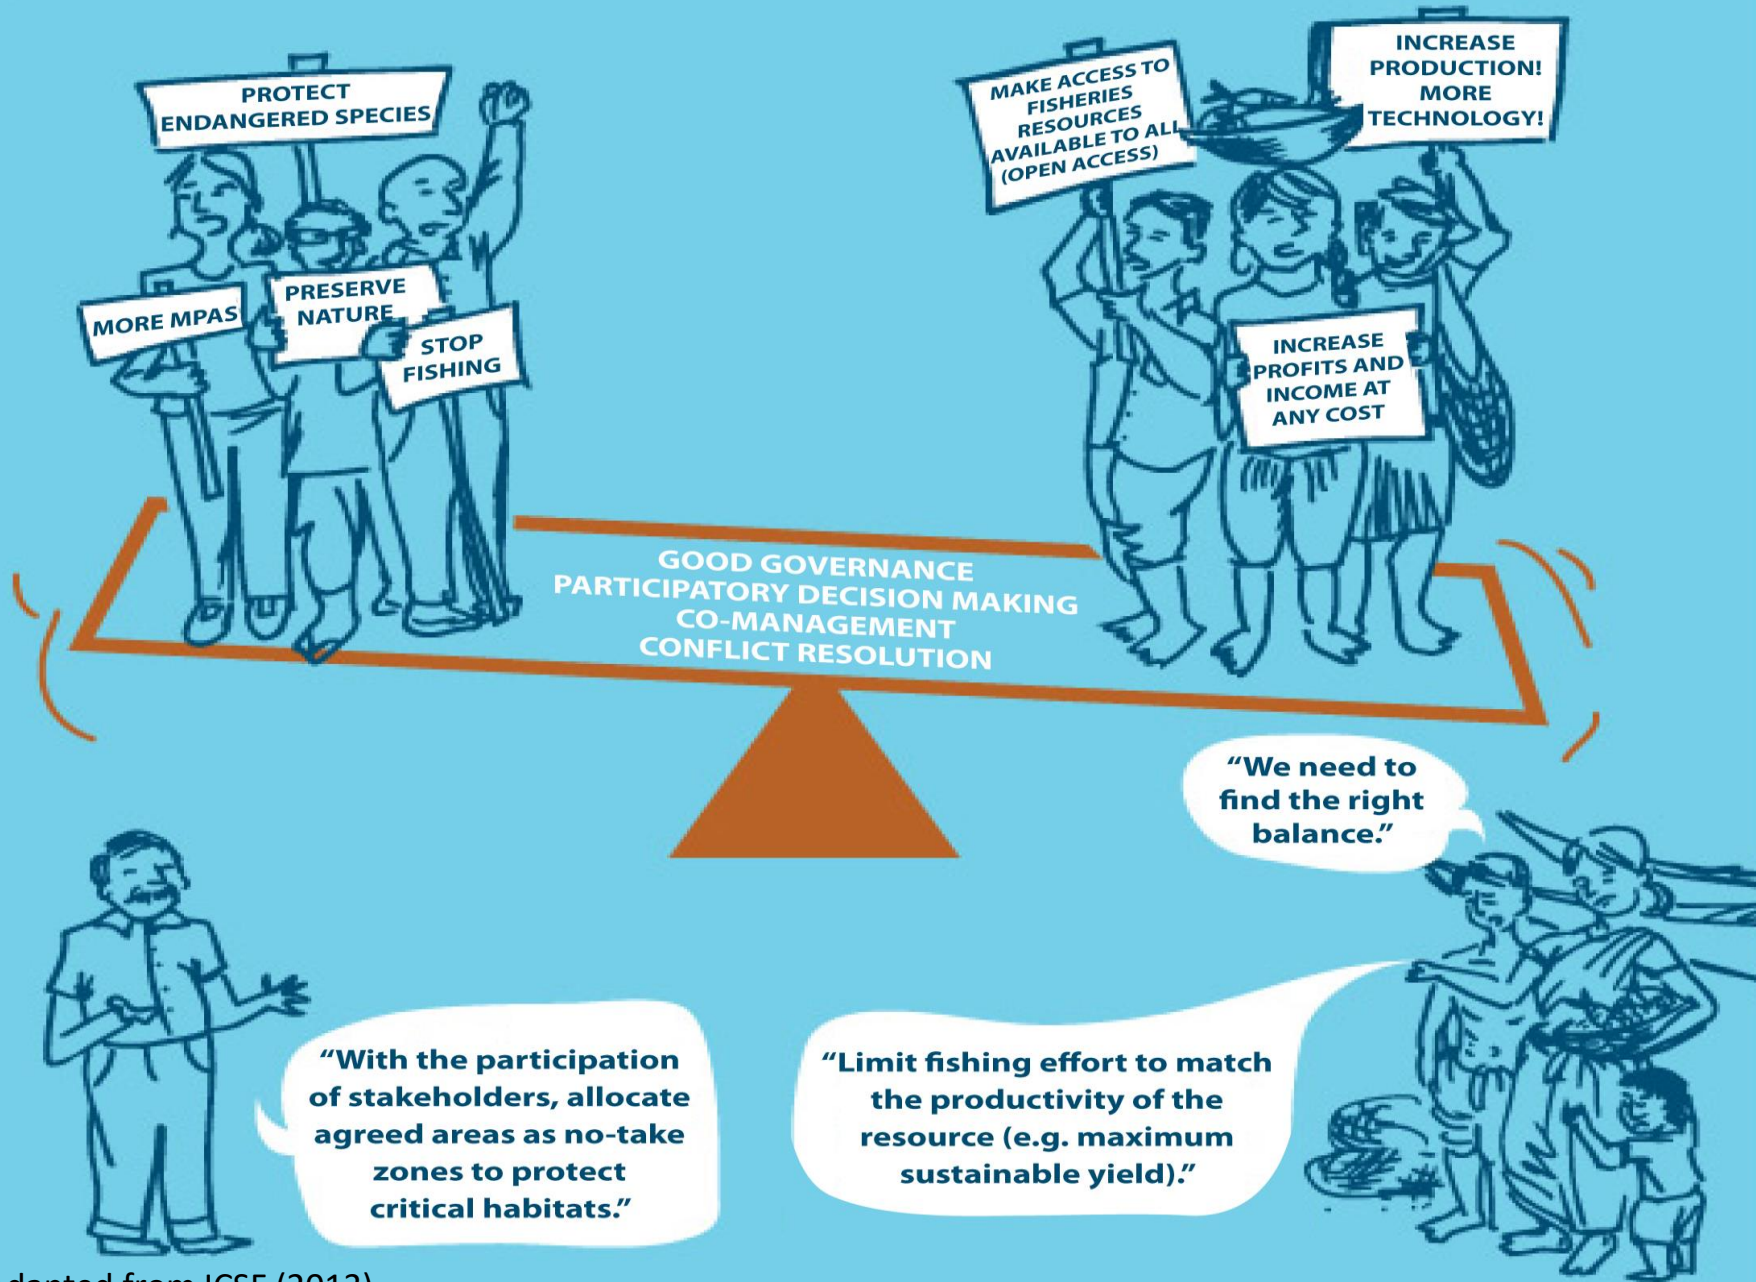 PROTECT
ENDANGERED SPECIES
MORE MPAS
PRESERVE
NATURE
STOP
FISHING
MAKE ACCESS TO
FISHERIES
RESOURCES
AVAILABLE TO ALL
(OPEN ACCESS)
INCREASE
PRODUCTION!
MORE
TECHNOLOGY!
INCREASE
PROFITS AND
INCOME AT
ANY COST
GOOD GOVERNANCE
PARTICIPATORY DECISION MAKING
CO-MANAGEMENT
CONFLICT RESOLUTION
“We need to
find the right
balance.”
“With the participation
of stakeholders, allocate
agreed areas as no-take
zones to protect
critical habitats.”
“Limit fishing effort to match
the productivity of the
resource (e.g. maximum
sustainable yield).”
from ICSF (2013)